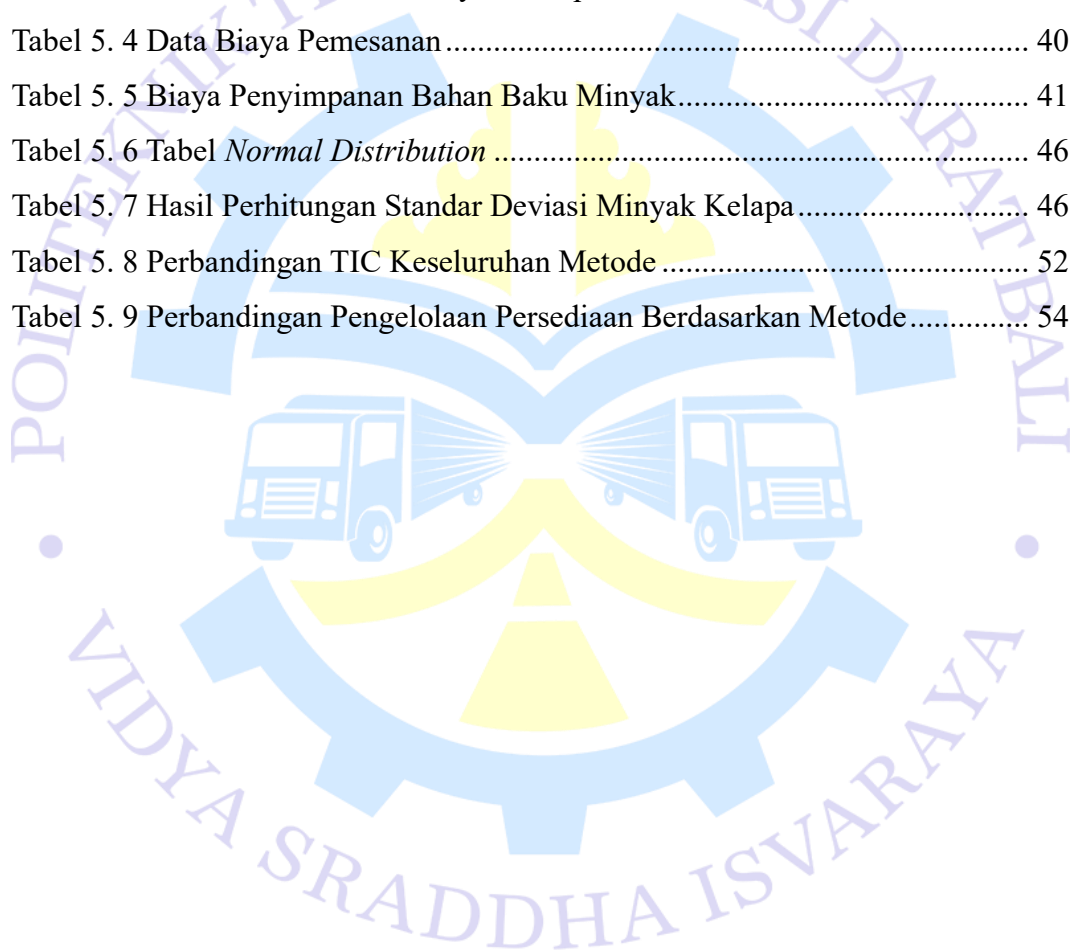 Tabel 5. 4 Data Biaya Pemesanan.......................................................................... 40
Tabel 5. 5 Biaya Penyimpanan Bahan Baku Minyak............................................ 41
Tabel 5. 6 Tabel Normal Distribution .................................................................... 46
Tabel 5. 7 Hasil Perhitungan Standar Deviasi Minyak Kelapa............................. 46
Tabel 5. 8 Perbandingan TIC Keseluruhan Metode .............................................. 52
Tabel 5. 9 Perbandingan Pengelolaan Persediaan Berdasarkan Metode............... 54
DARAT BALI
• VIDYA SRADDHA ISVARAYA •